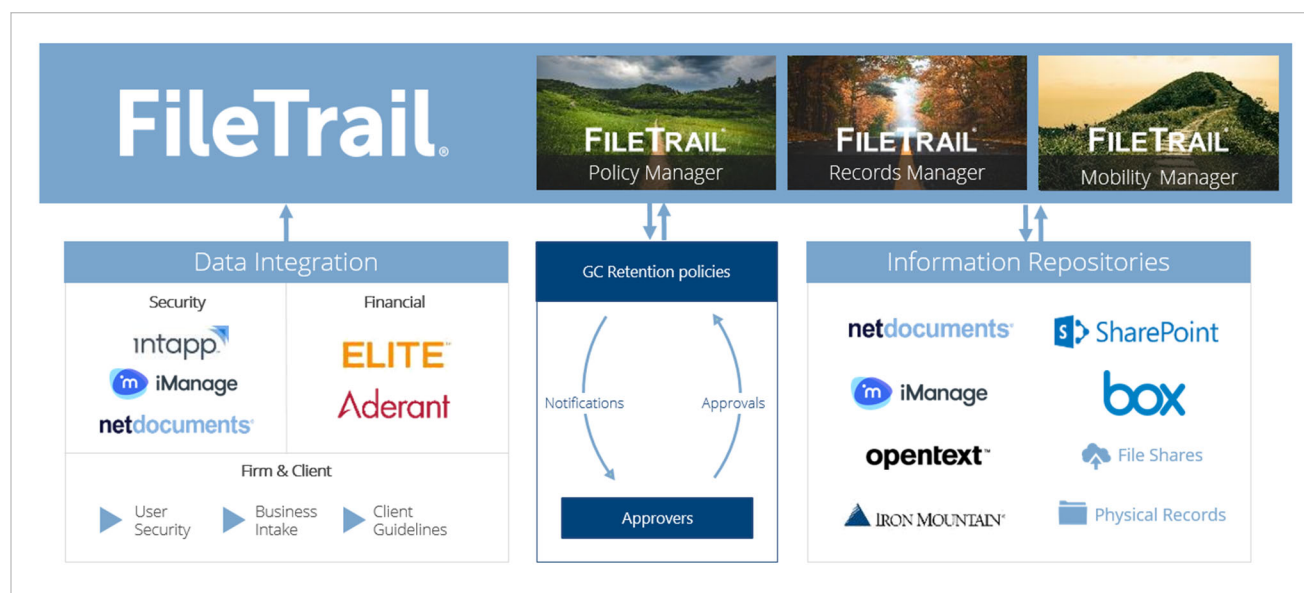 FileTrail®
FILETRAIL®
Policy Manager
FILETRAIL®
Records Manager
FILETRAIL®
Mobility Manager
Data Integration
Security
intapp
m iManage
netdocuments®
Financial
ELITE™
Aderant
Firm & Client
User
Security
Business
Intake
Client
Guidelines
GC Retention policies
Notifications
Approvals
Approvers
Information Repositories
netdocuments®
S SharePoint
m iManage
box
opentext™
File Shares
IRON MOUNTAIN®
Physical Records